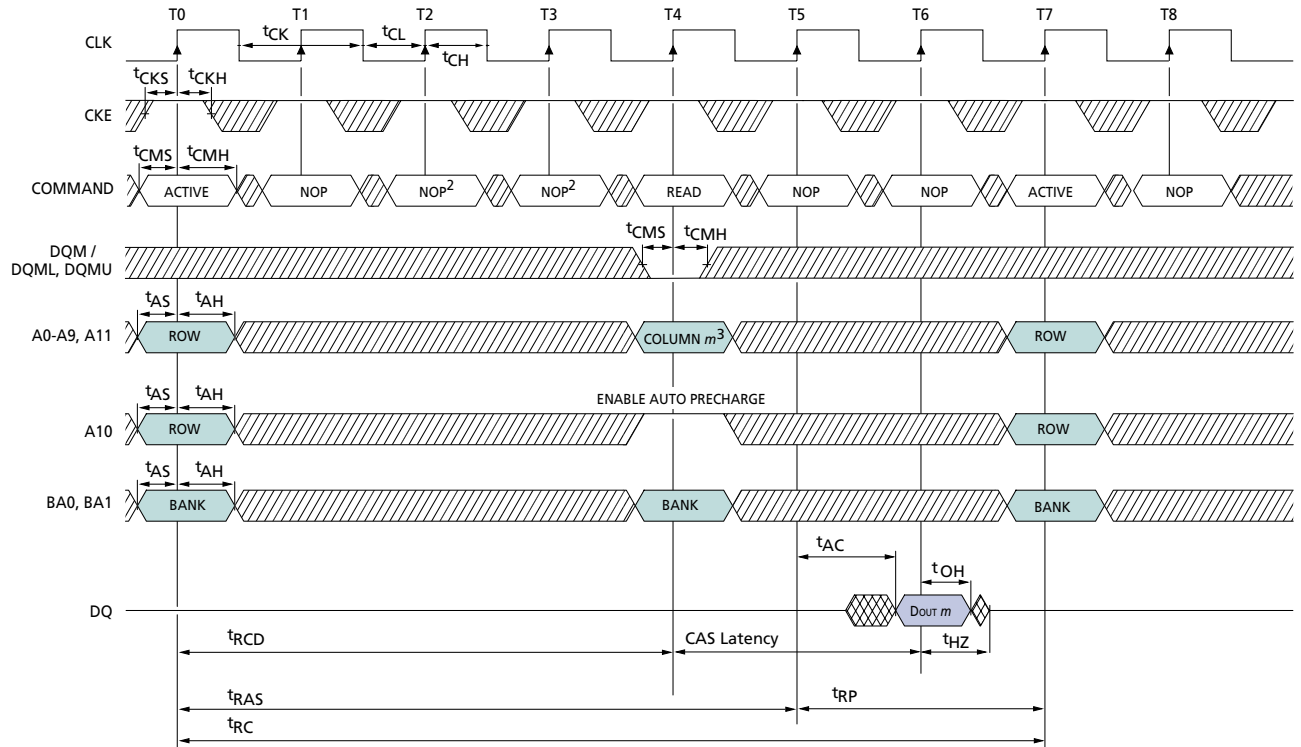 T0 T1 T2 T3 T4 T5 T6 T7 T8
CLK
tCK tCL
tCH
tCKS tCKH
CKE
tCMS tCMH
COMMAND ACTIVE NOP NOP2 NOP2 READ NOP NOP ACTIVE NOP
tCMS tCMH
DQM /
DQML, DQMU
tAS tAH
A0-A9, A11 ROW COLUMN m3 ROW
ENABLE AUTO PRECHARGE
tAS tAH
A10 ROW ROW
tAS tAH
BA0, BA1 BANK BANK BANK
tAC
tOH
DQ DOUT m
tRCD CAS Latency tHZ
tRAS tRP
tRC